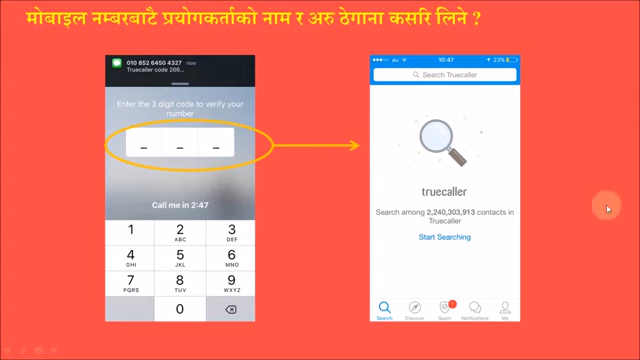 मोबाइल नम्बरबाटै प्रयोगकर्ताको नाम र अरु ठेगाना कसरि लिने ?
010 852 6450 4327 now
Truecaller code 266...
Enter the 3 digit code to verify your
number
_ _ _
Call me in 2:47
1 2 3
ABC DEF
4 5 6
GHI JKL MNO
7 8 9
PQRS TUV WXYZ
0
au 10:47 23%
Search Truecaller
truecaller
Search among 2,240,303,913 contacts in
Truecaller
Start Searching
1
Search Discover Spam Notifications Me